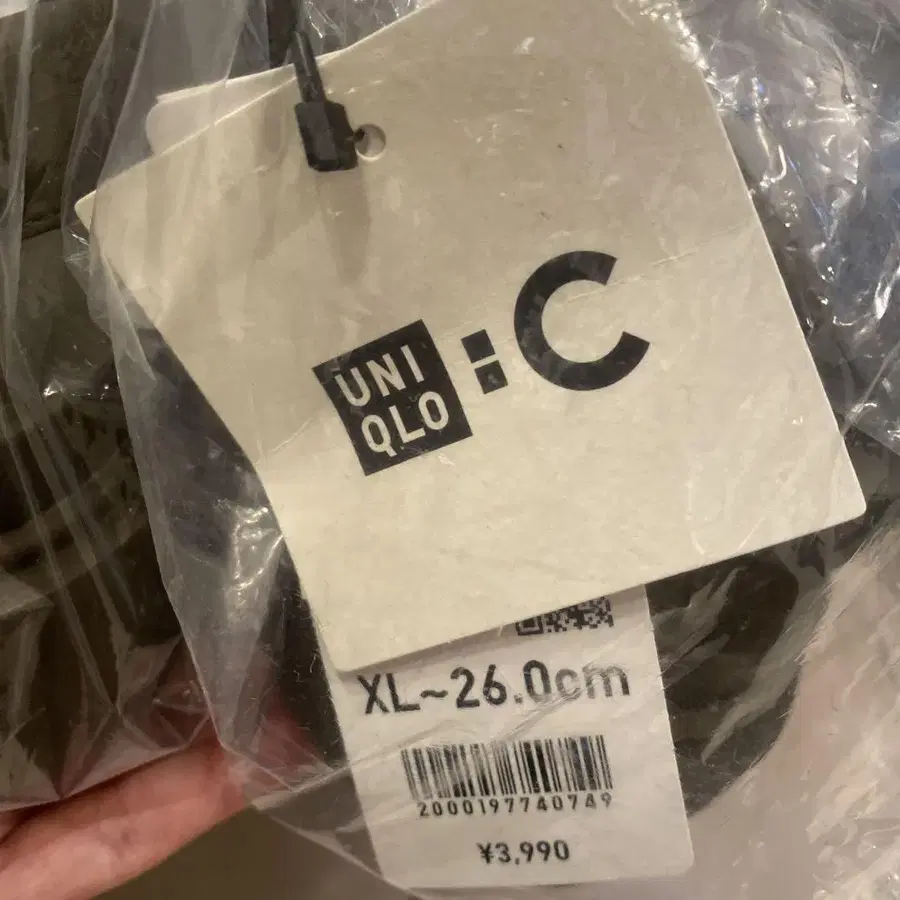 UNI
QLO
:C
XL~26.0cm
2000197740749
¥3,990